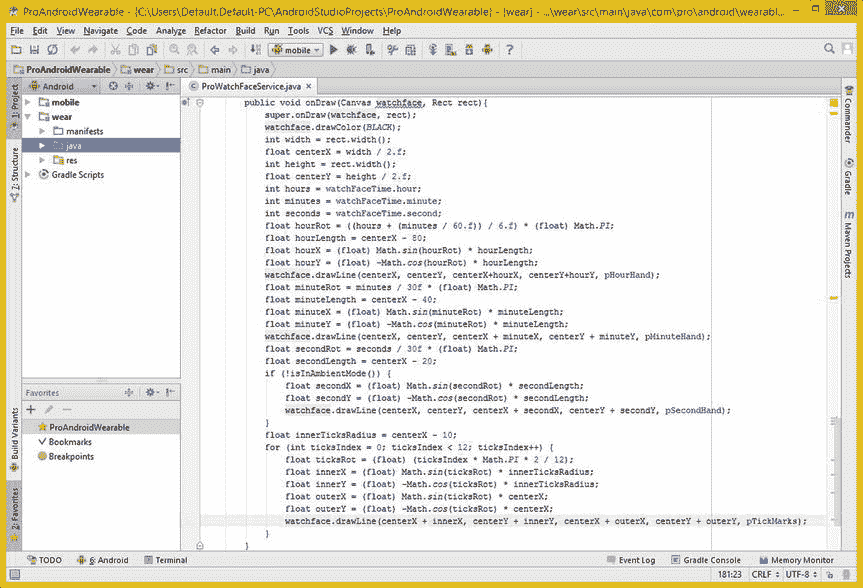 ProAndroidWearable - [C:\Users\Default.Default-PC\AndroidStudioProjects\ProAndroidWearable] - [wear] - ...\wear\src\main\java\com\pro\android\wearable...
File Edit View Navigate Code Analyze Refactor Build Run Tools VCS Window Help
mobile
ProAndroidWearable wear src main java
Android
ProWatchFaceService.java
1: Project
mobile
wear
manifests
java
res
Gradle Scripts
2: Structure
public void onDraw(Canvas watchface, Rect rect){
super.onDraw(watchface, rect);
watchface.drawColor(BLACK);
int width = rect.width();
float centerX = width / 2.f;
int height = rect.width();
float centerY = height / 2.f;
int hours = watchFaceTime.hour;
int minutes = watchFaceTime.minute;
int seconds = watchFaceTime.second;
float hourRot = ((hours + (minutes / 60.f)) / 6.f) * (float) Math.PI;
float hourLength = centerX - 80;
float hourX = (float) Math.sin(hourRot) * hourLength;
float hourY = (float) -Math.cos(hourRot) * hourLength;
watchface.drawLine(centerX, centerY, centerX+hourX, centerY+hourY, pHourHand);
float minuteRot = minutes / 30f * (float) Math.PI;
float minuteLength = centerX - 40;
float minuteX = (float) Math.sin(minuteRot) * minuteLength;
float minuteY = (float) -Math.cos(minuteRot) * minuteLength;
watchface.drawLine(centerX, centerY, centerX + minuteX, centerY + minuteY, pMinuteHand);
float secondRot = seconds / 30f * (float) Math.PI;
float secondLength = centerX - 20;
if (!isInAmbientMode()) {
float secondX = (float) Math.sin(secondRot) * secondLength;
float secondY = (float) -Math.cos(secondRot) * secondLength;
watchface.drawLine(centerX, centerY, centerX + secondX, centerY + secondY, pSecondHand);
}
float innerTicksRadius = centerX - 10;
for (int ticksIndex = 0; ticksIndex < 12; ticksIndex++) {
float ticksRot = (float) (ticksIndex * Math.PI * 2 / 12);
float innerX = (float) Math.sin(ticksRot) * innerTicksRadius;
float innerY = (float) -Math.cos(ticksRot) * innerTicksRadius;
float outerX = (float) Math.sin(ticksRot) * centerX;
float outerY = (float) -Math.cos(ticksRot) * centerX;
watchface.drawLine(centerX + innerX, centerY + innerY, centerX + outerX, centerY + outerY, pTickMarks);
}
}
Commander
Gradle
Maven Projects
Favorites
ProAndroidWearable
Bookmarks
Breakpoints
Build Variants
2: Favorites
TODO 6: Android Terminal Event Log Gradle Console Memory Monitor
181:23 CRLF UTF-8